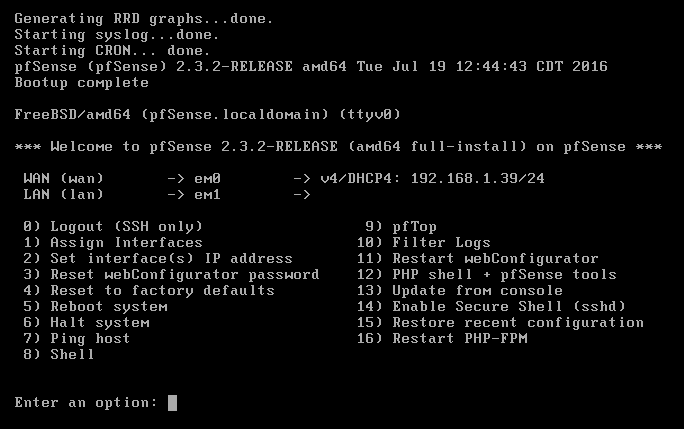 Generating RRD graphs...done.
Starting syslog...done.
Starting CRON... done.
pfSense (pfSense) 2.3.2-RELEASE amd64 Tue Jul 19 12:44:43 CDT 2016
Bootup complete
FreeBSD/amd64 (pfSense.localdomain) (ttyv0)
*** Welcome to pfSense 2.3.2-RELEASE (amd64 full-install) on pfSense ***
WAN (wan)       -> em0        -> v4/DHCP4: 192.168.1.39/24
LAN (lan)       -> em1        ->
0) Logout (SSH only)                  9) pfTop
1) Assign Interfaces                 10) Filter Logs
2) Set interface(s) IP address       11) Restart webConfigurator
3) Reset webConfigurator password    12) PHP shell + pfSense tools
4) Reset to factory defaults         13) Update from console
5) Reboot system                     14) Enable Secure Shell (sshd)
6) Halt system                       15) Restore recent configuration
7) Ping host                         16) Restart PHP-FPM
8) Shell
Enter an option: